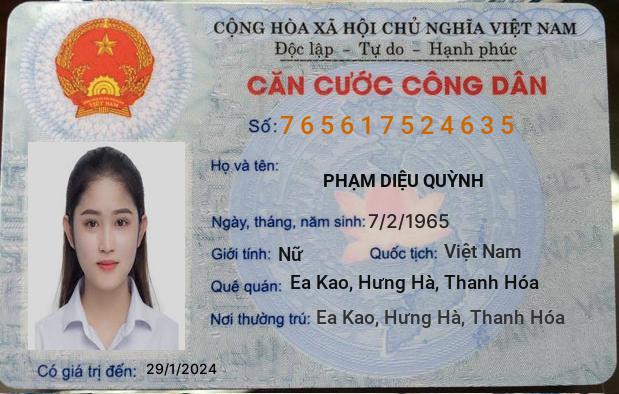 CỘNG HÒA XÃ HỘI CHỦ NGHĨA VIỆT NAM
Độc lập - Tự do - Hạnh phúc
CĂN CƯỚC CÔNG DÂN
Số: 765617524635
Họ và tên:
PHẠM DIỆU QUỲNH
Ngày, tháng, năm sinh: 7/2/1965
Giới tính: Nữ Quốc tịch: Việt Nam
Quê quán: Ea Kao, Hưng Hà, Thanh Hóa
Nơi thường trú: Ea Kao, Hưng Hà, Thanh Hóa
Có giá trị đến: 29/1/2024
VIỆT NAM